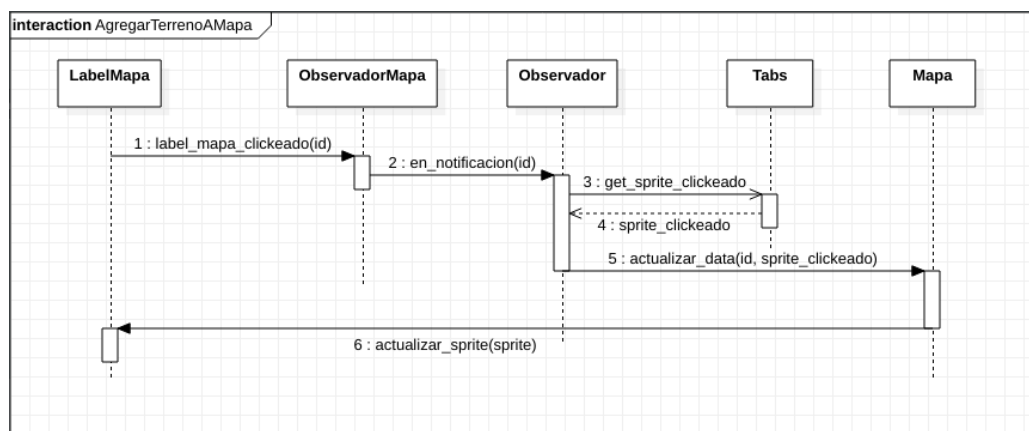 interaction AgregarTerrenoAMapa
LabelMapa
ObservadorMapa
Observador
Tabs
Mapa
1 : label_mapa_clickeado(id)
2 : en_notificacion(id)
3 : get_sprite_clickeado
4 : sprite_clickeado
5 : actualizar_data(id, sprite_clickeado)
6 : actualizar_sprite(sprite)